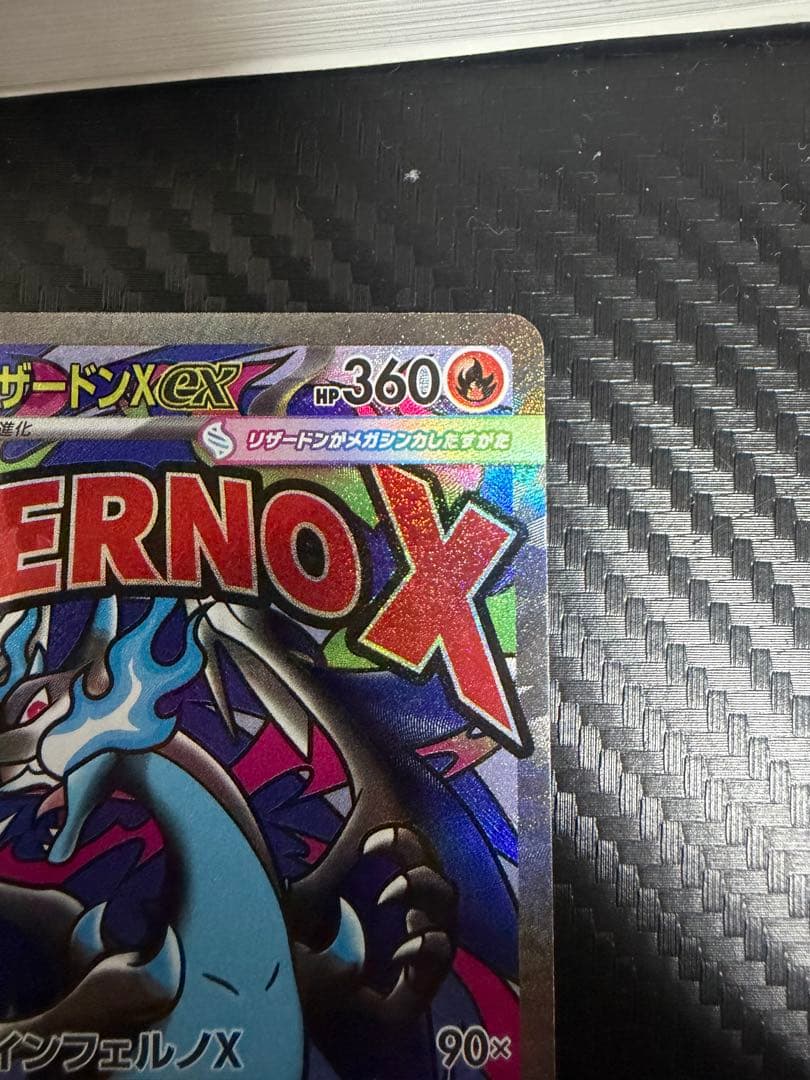 ザードンXex HP360
進化
リザードンがメガシンカしたすがた
ERNO X
インフェルノX 90×